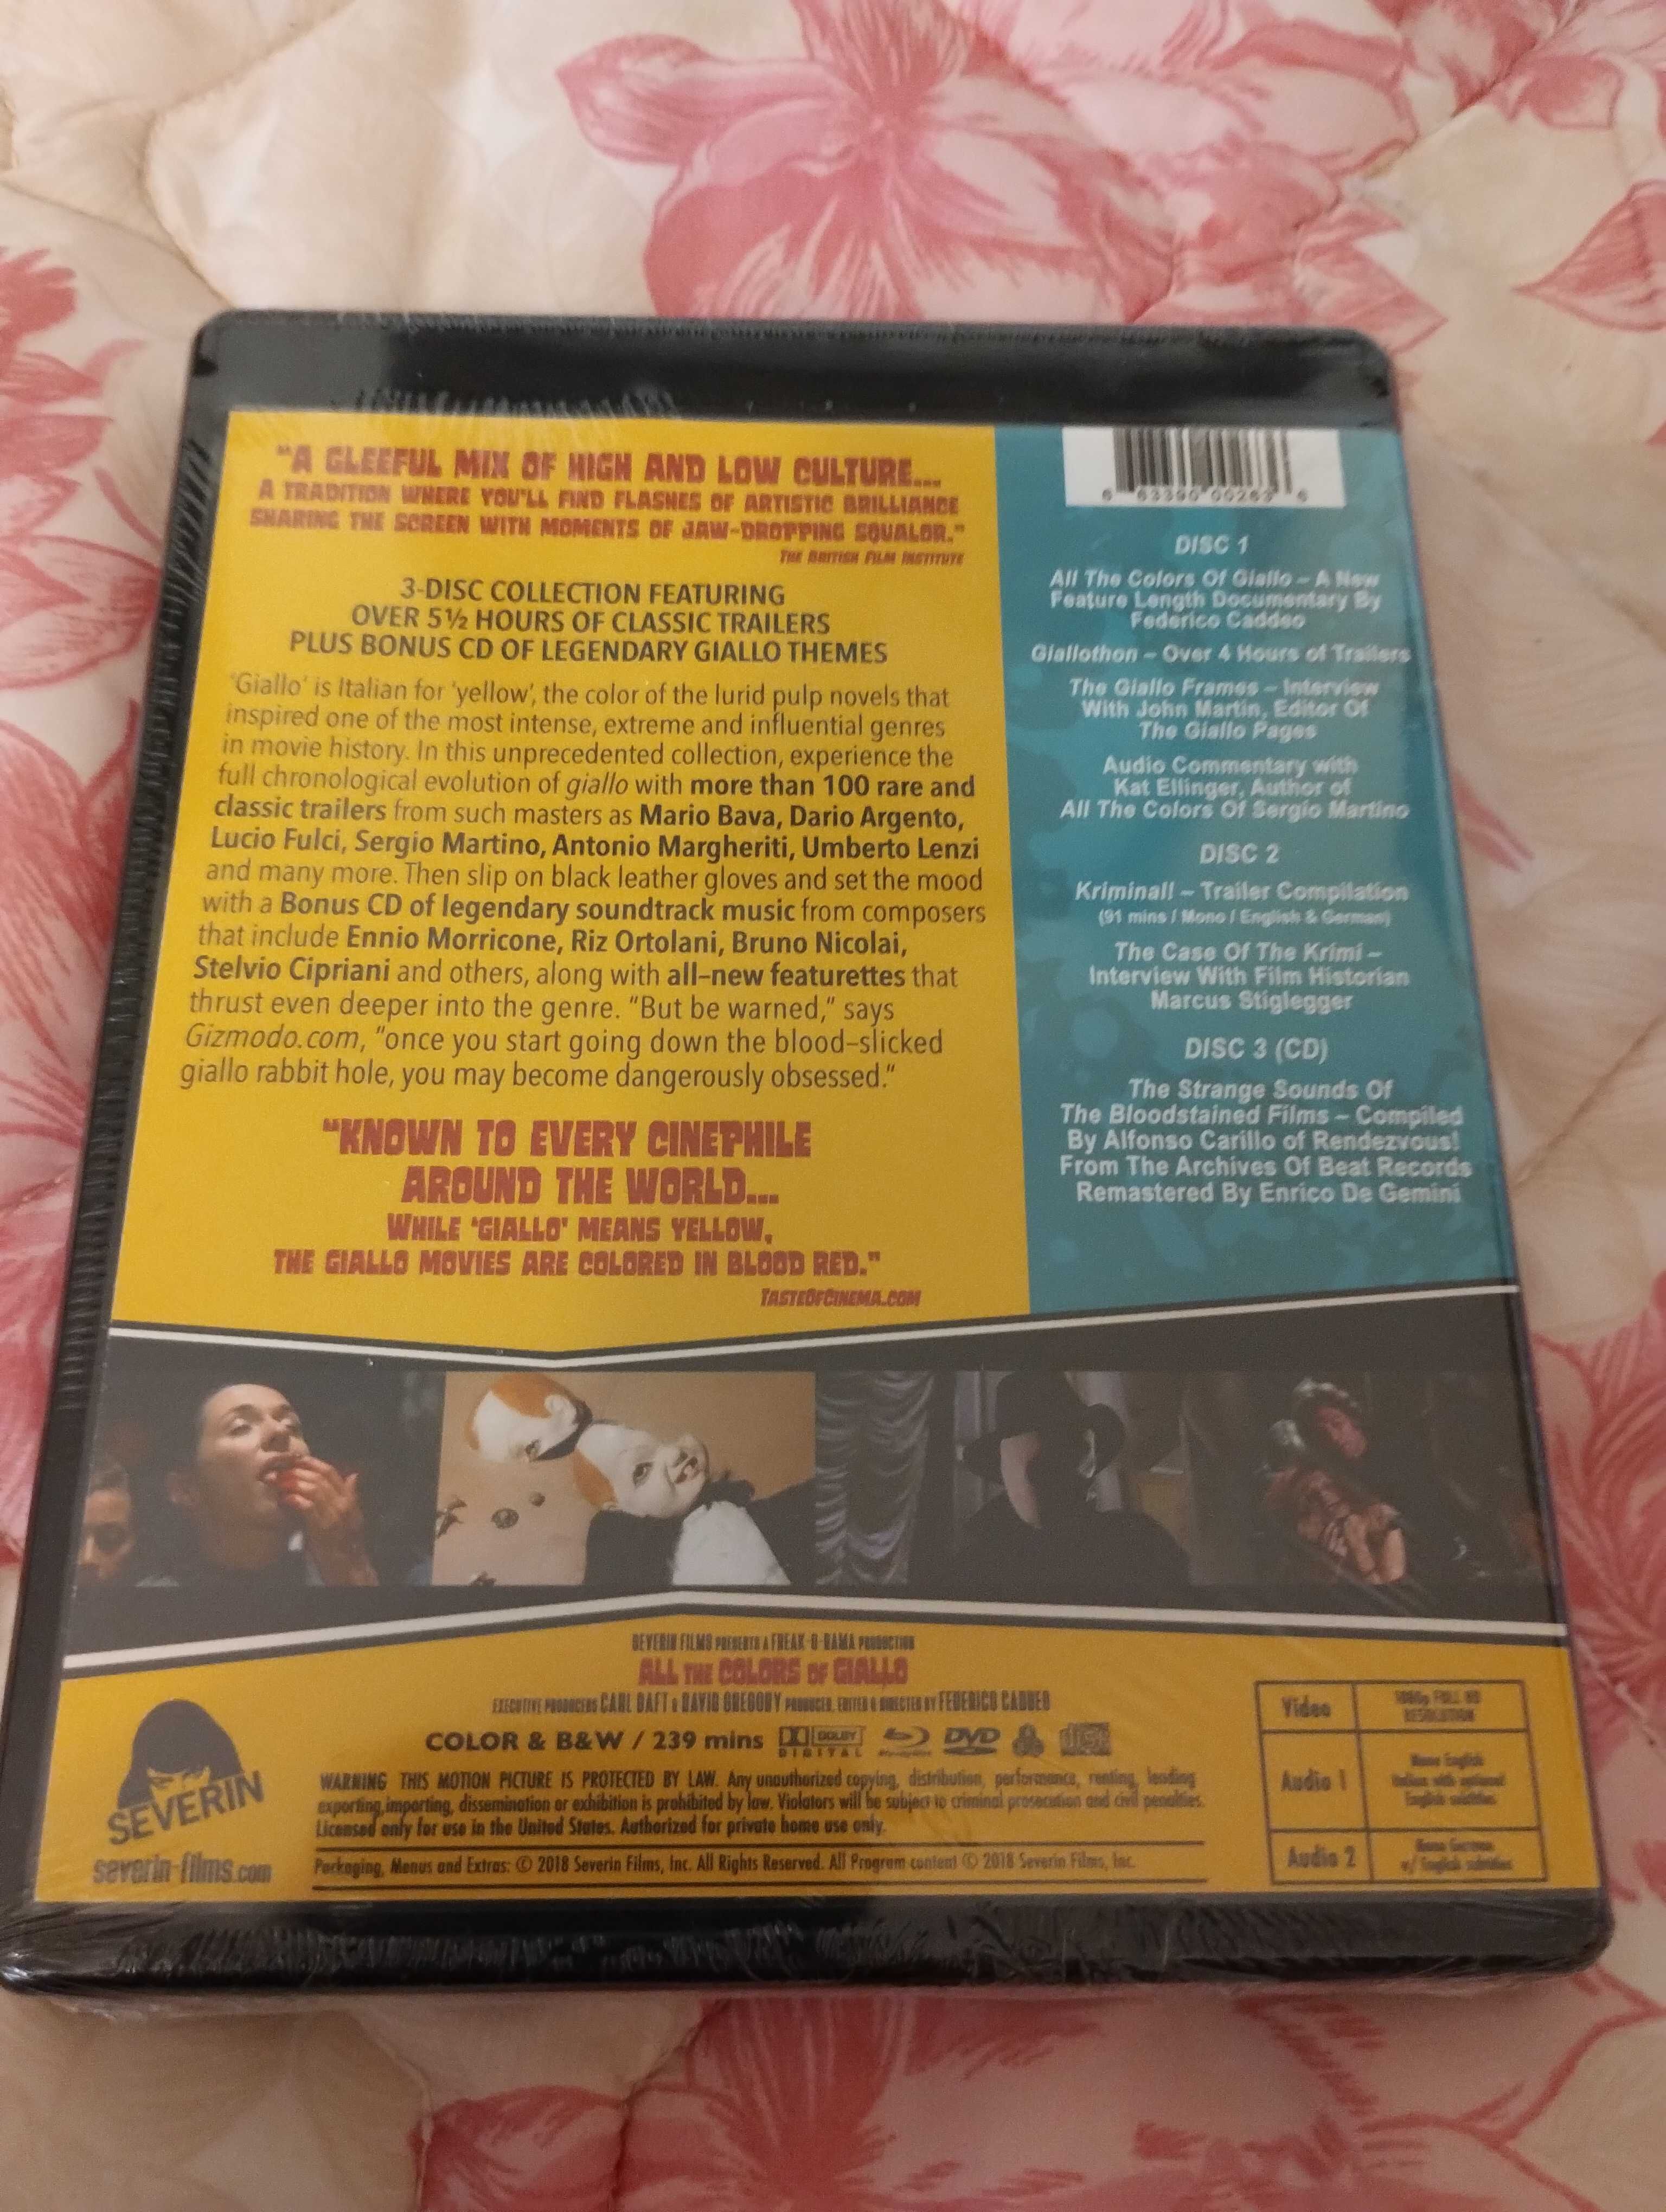 "A GLEEFUL MIX OF HIGH AND LOW CULTURE...
A TRADITION WHERE YOU'LL FIND FLASHES OF ARTISTIC BRILLIANCE
SHARING THE SCREEN WITH MOMENTS OF JAW-DROPPING SQUALOR."
THE BRITISH FILM INSTITUTE
3-DISC COLLECTION FEATURING
OVER 5½ HOURS OF CLASSIC TRAILERS
PLUS BONUS CD OF LEGENDARY GIALLO THEMES
'Giallo' is Italian for 'yellow', the color of the lurid pulp novels that
inspired one of the most intense, extreme and influential genres
in movie history. In this unprecedented collection, experience the
full chronological evolution of giallo with more than 100 rare and
classic trailers from such masters as Mario Bava, Dario Argento,
Lucio Fulci, Sergio Martino, Antonio Margheriti, Umberto Lenzi
and many more. Then slip on black leather gloves and set the mood
with a Bonus CD of legendary soundtrack music from composers
that include Ennio Morricone, Riz Ortolani, Bruno Nicolai,
Stelvio Cipriani and others, along with all-new featurettes that
thrust even deeper into the genre. "But be warned," says
Gizmodo.com, "once you start going down the blood-slicked
giallo rabbit hole, you may become dangerously obsessed."
"KNOWN TO EVERY CINEPHILE
AROUND THE WORLD...
WHILE 'GIALLO' MEANS YELLOW,
THE GIALLO MOVIES ARE COLORED IN BLOOD RED."
TASTEOFCINEMA.COM
6 63390 00263 6
DISC 1
All The Colors Of Giallo – A New
Feature Length Documentary By
Federico Caddeo
Giallothon – Over 4 Hours of Trailers
The Giallo Frames – Interview
With John Martin, Editor Of
The Giallo Pages
Audio Commentary with
Kat Ellinger, Author of
All The Colors Of Sergio Martino
DISC 2
Kriminal! – Trailer Compilation
(91 mins / Mono / English & German)
The Case Of The Krimi –
Interview With Film Historian
Marcus Stiglegger
DISC 3 (CD)
The Strange Sounds Of
The Bloodstained Films – Compiled
By Alfonso Carillo of Rendezvous!
From The Archives Of Beat Records
Remastered By Enrico De Gemini
SEVERIN FILMS PRESENTS A FREAK-O-RAMA PRODUCTION
ALL THE COLORS OF GIALLO
EXECUTIVE PRODUCERS CARL DAFT & DAVID GREGORY PRODUCED, EDITED & DIRECTED BY FEDERICO CADDEO
COLOR & B&W / 239 mins DOLBY DIGITAL DVD
WARNING THIS MOTION PICTURE IS PROTECTED BY LAW. Any unauthorized copying, distribution, performance, renting, lending
exporting, importing, dissemination or exhibition is prohibited by law. Violators will be subject to criminal prosecution and civil penalties.
Licensed only for use in the United States. Authorized for private home use only.
Packaging, Menus and Extras: © 2018 Severin Films, Inc. All Rights Reserved. All Program content © 2018 Severin Films, Inc.
SEVERIN
severin-films.com
Video
1080p FULL HD
RESOLUTION
Audio 1
Mono English
Italian with optional
English subtitles
Audio 2
Mono German
w/ English subtitles